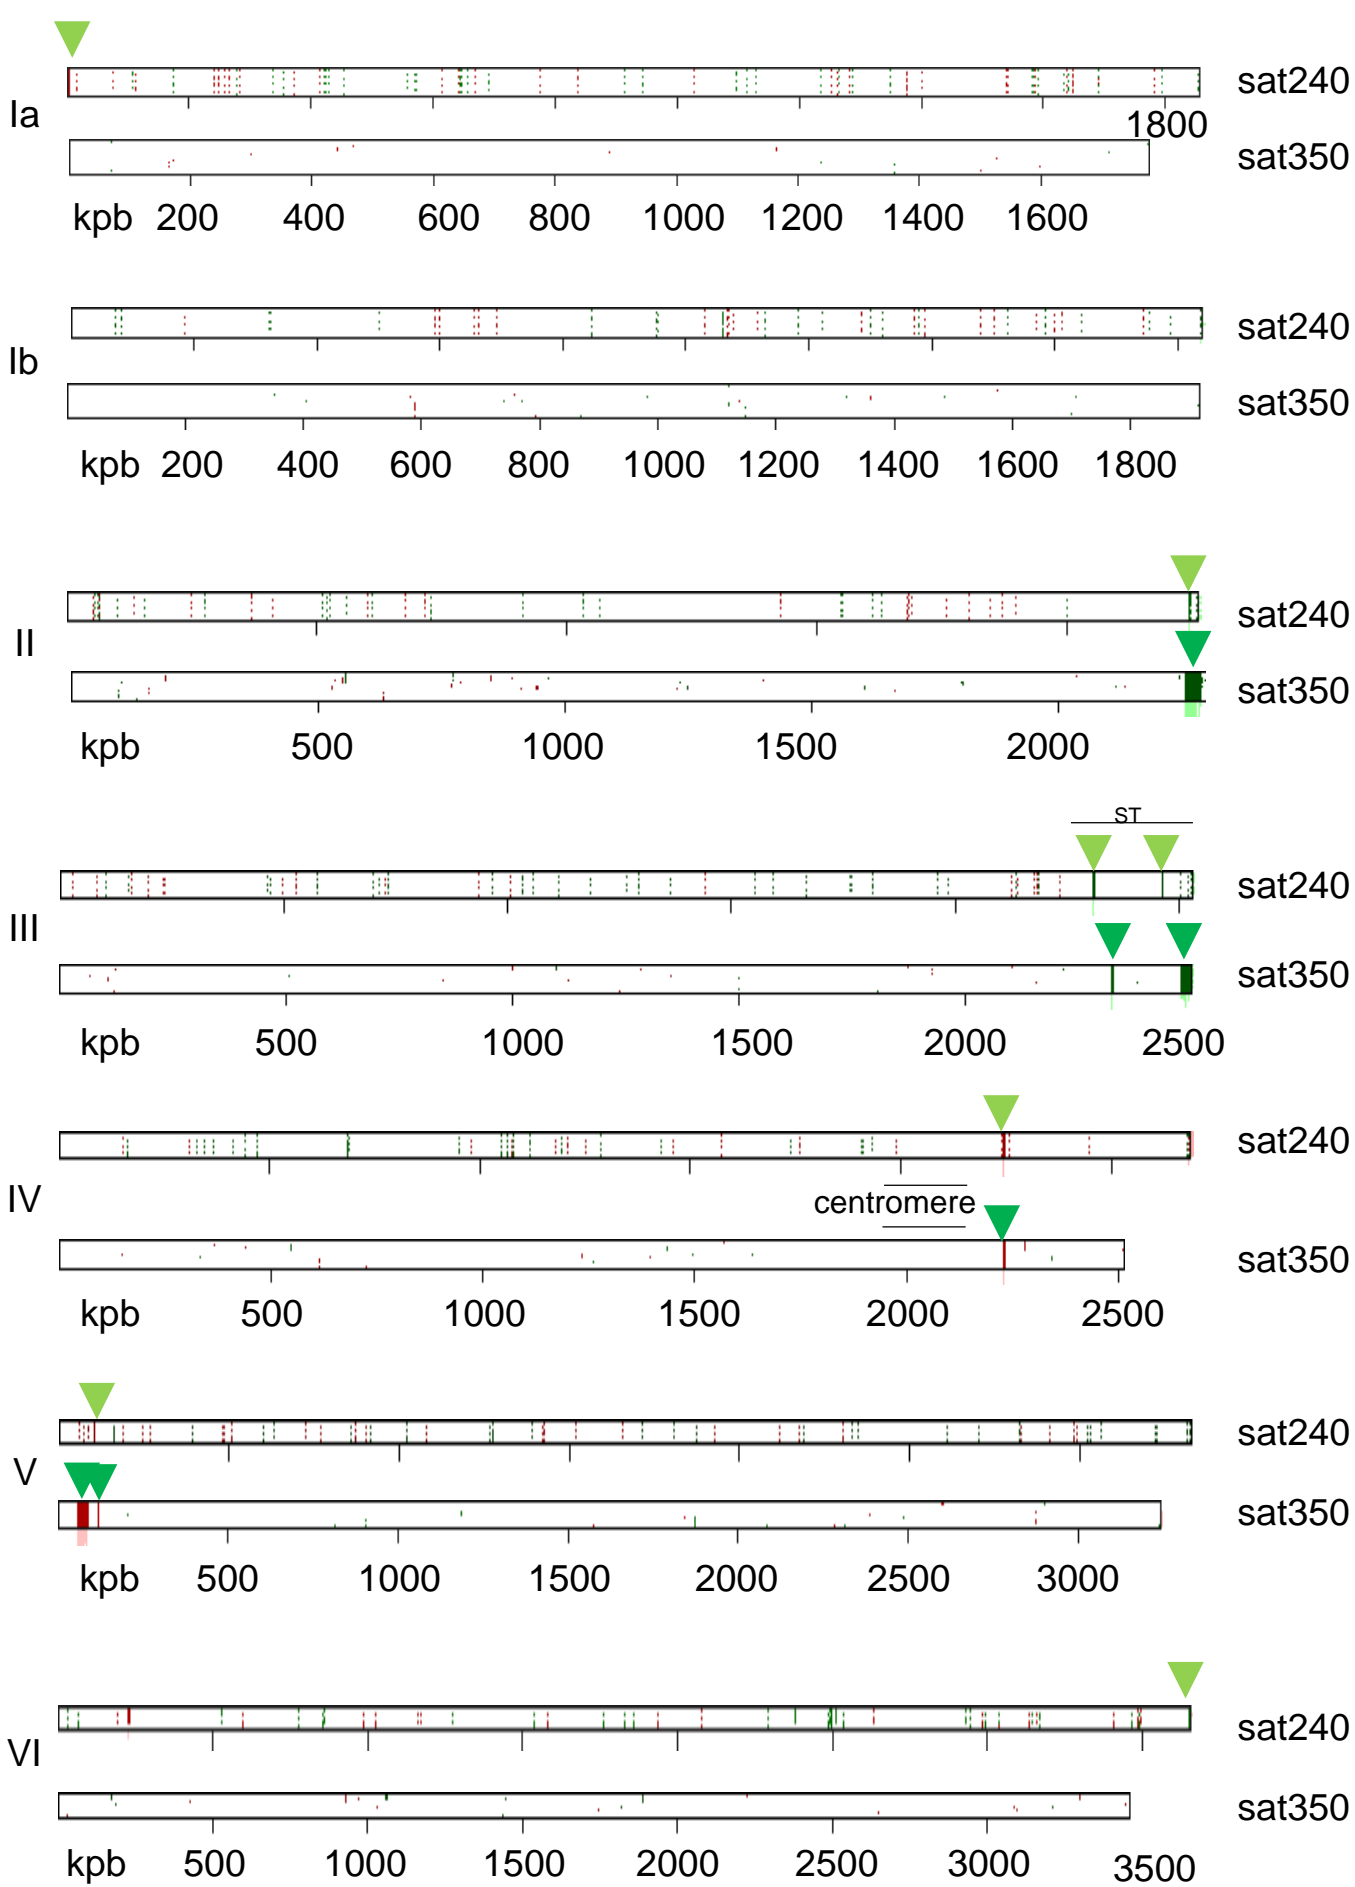 sat240
Ia
1800
sat350
kpb 200 400 600 800 1000 1200 1400 1600
sat240
Ib
sat350
kpb 200 400 600 800 1000 1200 1400 1600 1800
sat240
II
sat350
kpb 500 1000 1500 2000
ST
sat240
III
sat350
kpb 500 1000 1500 2000 2500
sat240
IV
centromere
sat350
kpb 500 1000 1500 2000 2500
sat240
V
sat350
kpb 500 1000 1500 2000 2500 3000
sat240
VI
sat350
kpb 500 1000 1500 2000 2500 3000 3500